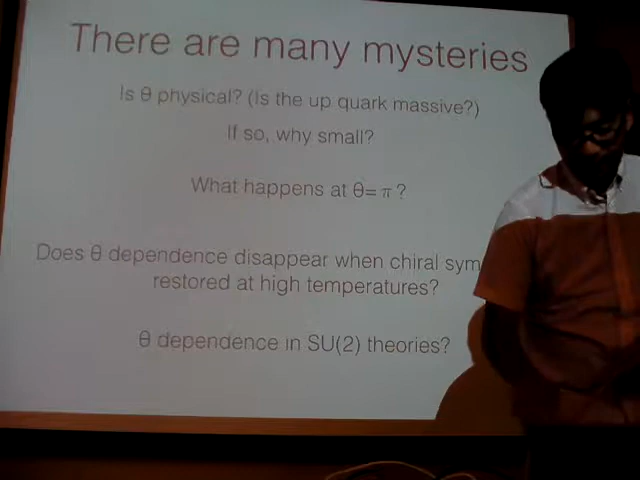 There are many mysteries
Is θ physical? (Is the up quark massive?)
If so, why small?
What happens at θ= π ?
Does θ dependence disappear when chiral sym
restored at high temperatures?
θ dependence in SU(2) theories?